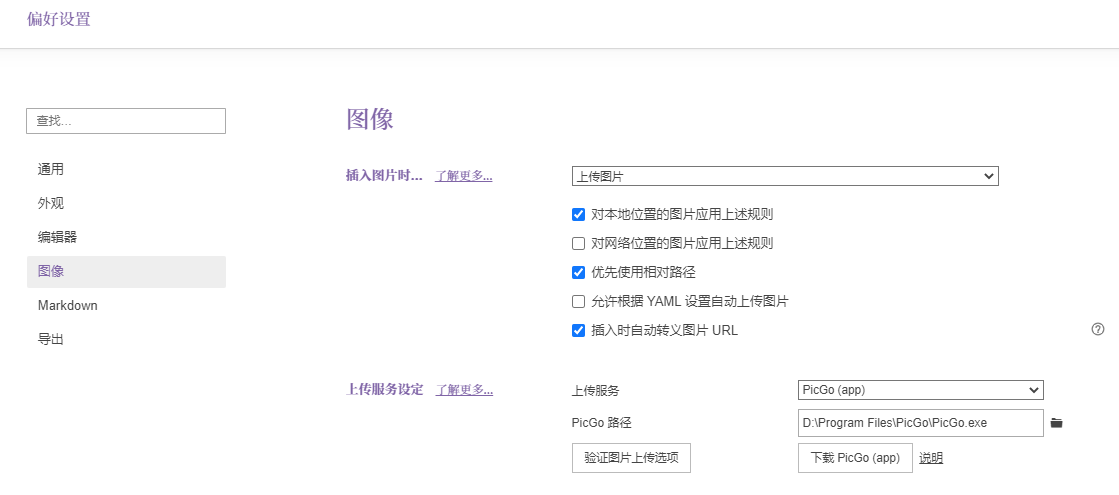 偏好设置
查找...
通用
外观
编辑器
图像
Markdown
导出
图像
插入图片时... 了解更多... 上传图片
对本地位置的图片应用上述规则
对网络位置的图片应用上述规则
优先使用相对路径
允许根据 YAML 设置自动上传图片
插入时自动转义图片 URL
上传服务设定 了解更多... 上传服务 PicGo (app)
PicGo 路径 D:\Program Files\PicGo\PicGo.exe
验证图片上传选项 下载 PicGo (app) 说明